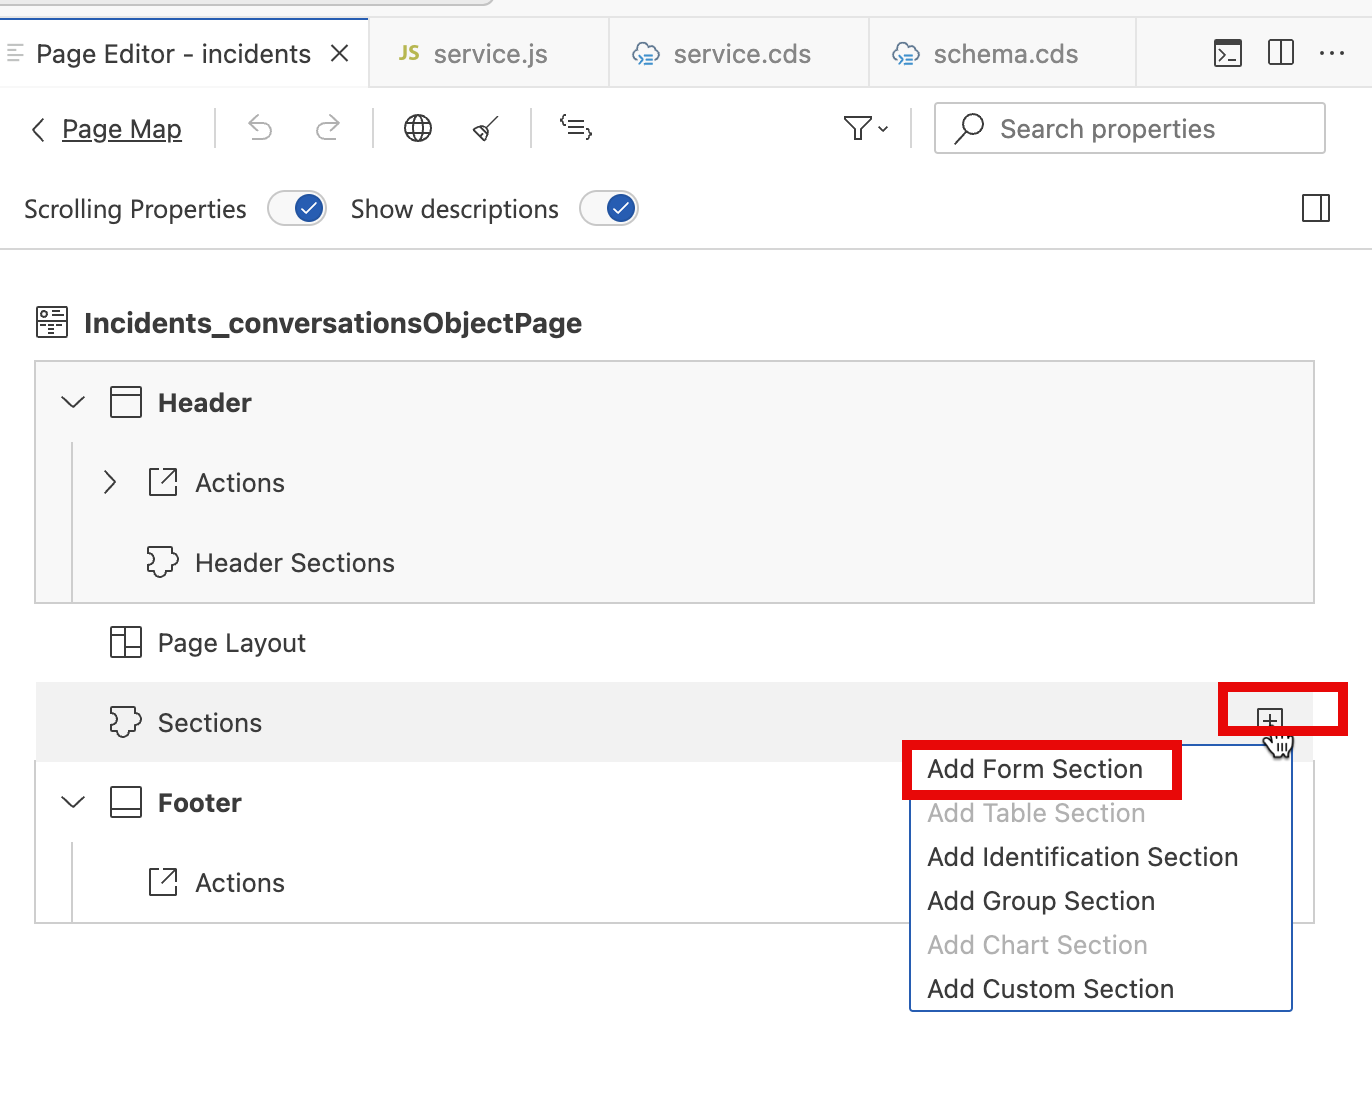 Page Editor - incidents
JS service.js
service.cds
schema.cds
Page Map
Search properties
Scrolling Properties
Show descriptions
Incidents_conversationsObjectPage
Header
Actions
Header Sections
Page Layout
Sections
Add Form Section
Add Table Section
Add Identification Section
Add Group Section
Add Chart Section
Add Custom Section
Footer
Actions